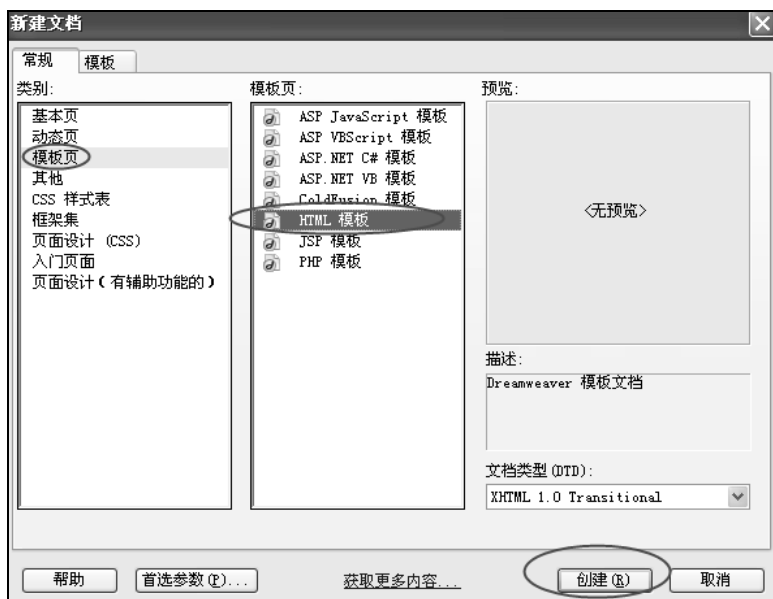 新建文档
常规
模板
类别:
基本页
动态页
模板页
其他
CSS 样式表
框架集
页面设计 (CSS)
入门页面
页面设计(有辅助功能的)
模板页:
ASP JavaScript 模板
ASP VBScript 模板
ASP.NET C# 模板
ASP.NET VB 模板
ColdFusion 模板
HTML 模板
JSP 模板
PHP 模板
预览:
<无预览>
描述:
Dreamweaver 模板文档
文档类型(DTD):
XHTML 1.0 Transitional
帮助
首选参数(P)...
获取更多内容...
创建(R)
取消